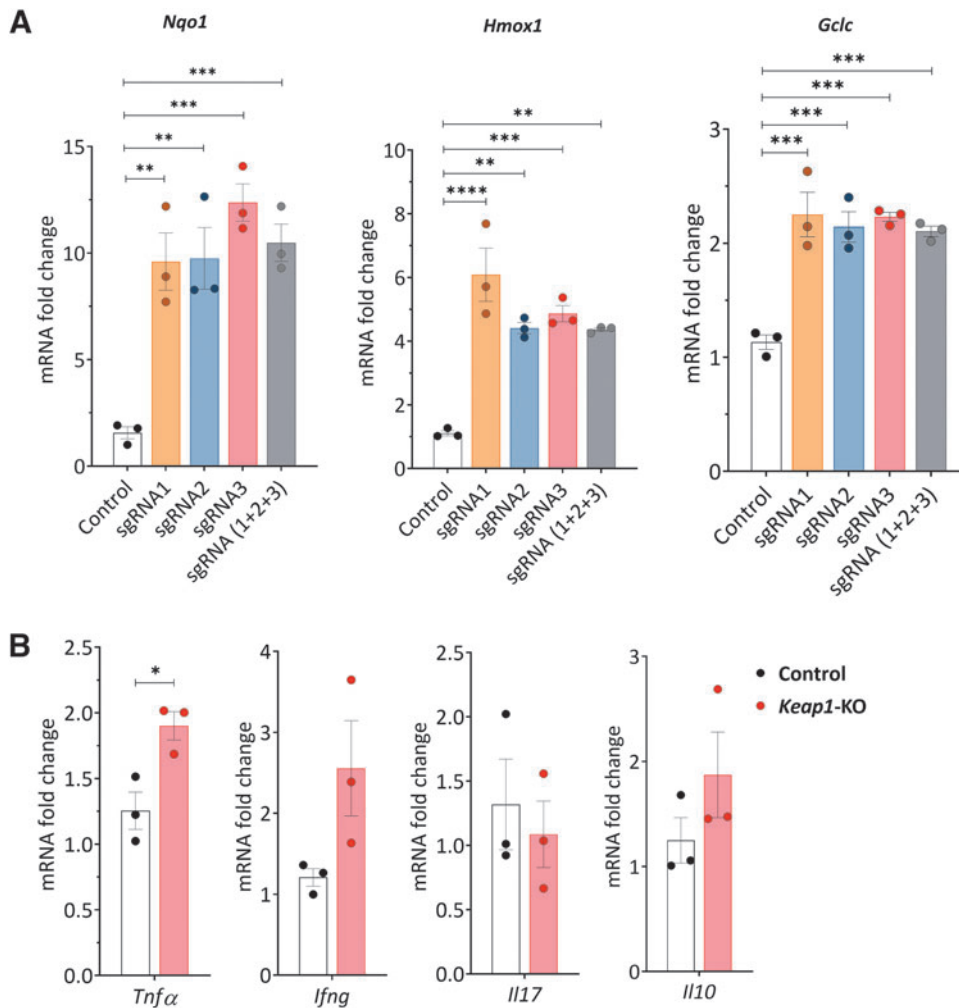 A
Nqo1
Hmox1
Gclc
***
***
**
**
**
***
**
****
***
***
***
***
mRNA fold change
15
10
5
0
mRNA fold change
10
8
6
4
2
0
mRNA fold change
3
2
1
0
Control
sgRNA1
sgRNA2
sgRNA3
sgRNA (1+2+3)
Control
sgRNA1
sgRNA2
sgRNA3
sgRNA (1+2+3)
Control
sgRNA1
sgRNA2
sgRNA3
sgRNA (1+2+3)
B
mRNA fold change
2.5
2.0
1.5
1.0
0.5
0.0
*
Tnfα
mRNA fold change
4
3
2
1
0
Ifng
mRNA fold change
2.5
2.0
1.5
1.0
0.5
0.0
Il17
mRNA fold change
3
2
1
0
Il10
Control
Keap1-KO